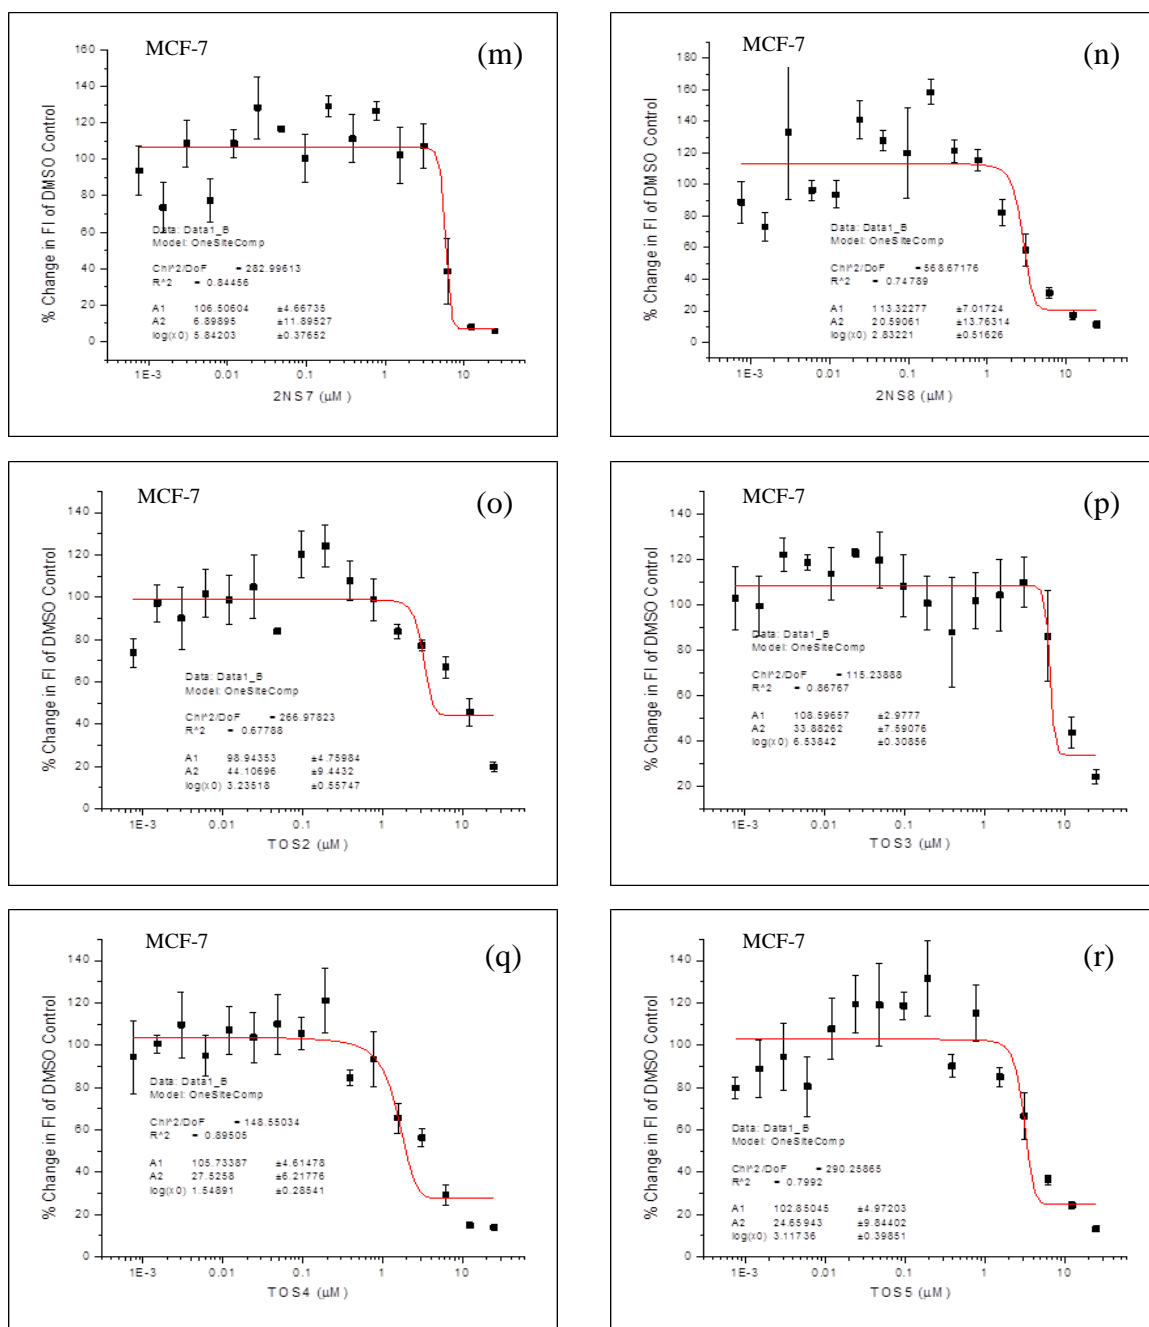 MCF-7
(m)
160
140
120
100
80
60
40
20
0
% Change in FI of DMSO Control
Data: Data1_B
Model: OneSiteComp
Chi^2/DoF = 282.99613
R^2 = 0.84456
A1 106.50604 ±4.66735
A2 6.89895 ±11.89527
log(x0) 5.84203 ±0.37652
1E-3 0.01 0.1 1 10
2NS7 (µM)
MCF-7
(n)
180
160
140
120
100
80
60
40
20
0
% Change in FI of DMSO Control
Data: Data1_B
Model: OneSiteComp
Chi^2/DoF = 568.67176
R^2 = 0.74789
A1 113.32277 ±7.01724
A2 20.59061 ±13.76314
log(x0) 2.83221 ±0.51626
1E-3 0.01 0.1 1 10
2NS8 (µM)
MCF-7
(o)
140
120
100
80
60
40
20
0
% Change in FI of DMSO Control
Data: Data1_B
Model: OneSiteComp
Chi^2/DoF = 266.97823
R^2 = 0.67788
A1 98.94353 ±4.75984
A2 44.10696 ±9.4432
log(x0) 3.23518 ±0.55747
1E-3 0.01 0.1 1 10
TOS2 (µM)
MCF-7
(p)
140
120
100
80
60
40
20
% Change in FI of DMSO Control
Data: Data1_B
Model: OneSiteComp
Chi^2/DoF = 115.23888
R^2 = 0.86767
A1 108.59657 ±2.9777
A2 33.88262 ±7.59076
log(x0) 6.53842 ±0.30856
1E-3 0.01 0.1 1 10
TOS3 (µM)
MCF-7
(q)
140
120
100
80
60
40
20
0
% Change in FI of DMSO Control
Data: Data1_B
Model: OneSiteComp
Chi^2/DoF = 148.55034
R^2 = 0.89505
A1 105.73387 ±4.61478
A2 27.5258 ±6.21776
log(x0) 1.54891 ±0.28541
1E-3 0.01 0.1 1 10
TOS4 (µM)
MCF-7
(r)
140
120
100
80
60
40
20
0
% Change in FI of DMSO Control
Data: Data1_B
Model: OneSiteComp
Chi^2/DoF = 290.25865
R^2 = 0.7992
A1 102.85045 ±4.97203
A2 24.65943 ±9.84402
log(x0) 3.11736 ±0.39851
1E-3 0.01 0.1 1 10
TOS5 (µM)